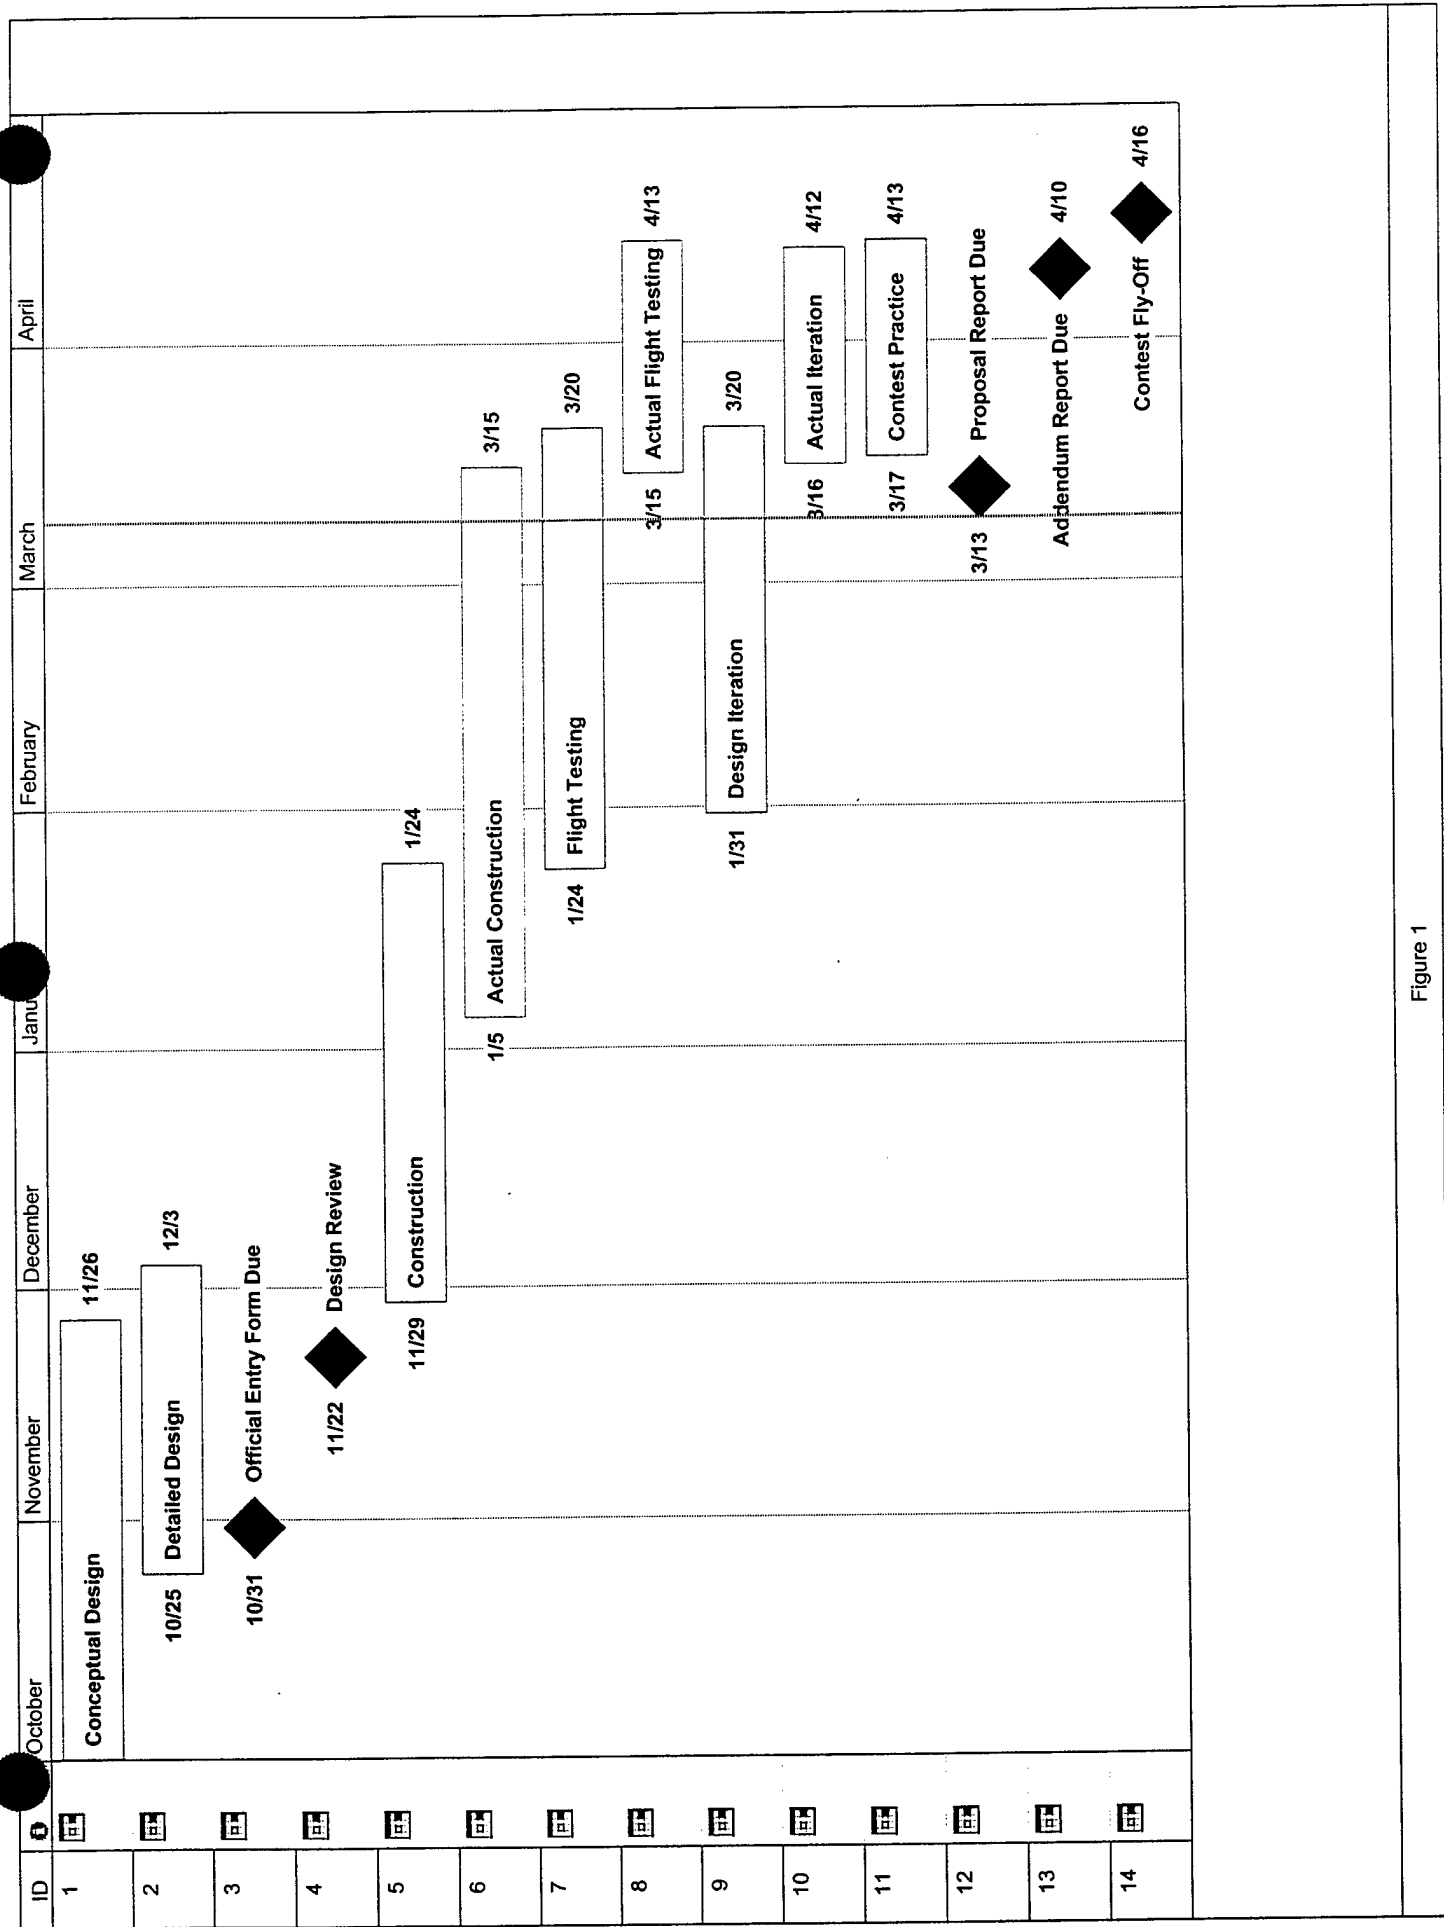 ID October November December Janu February March April
1 Conceptual Design 11/26
2 10/25 Detailed Design 12/3
3 10/31 Official Entry Form Due
4 11/22 Design Review
5 11/29 Construction 1/24
6 1/5 Actual Construction 3/15
7 1/24 Flight Testing 3/20
8 3/15 Actual Flight Testing 4/13
9 1/31 Design Iteration 3/20
10 3/16 Actual Iteration 4/12
11 3/17 Contest Practice 4/13
12 3/13 Proposal Report Due
13 Addendum Report Due 4/10
14 Contest Fly-Off 4/16
Figure 1